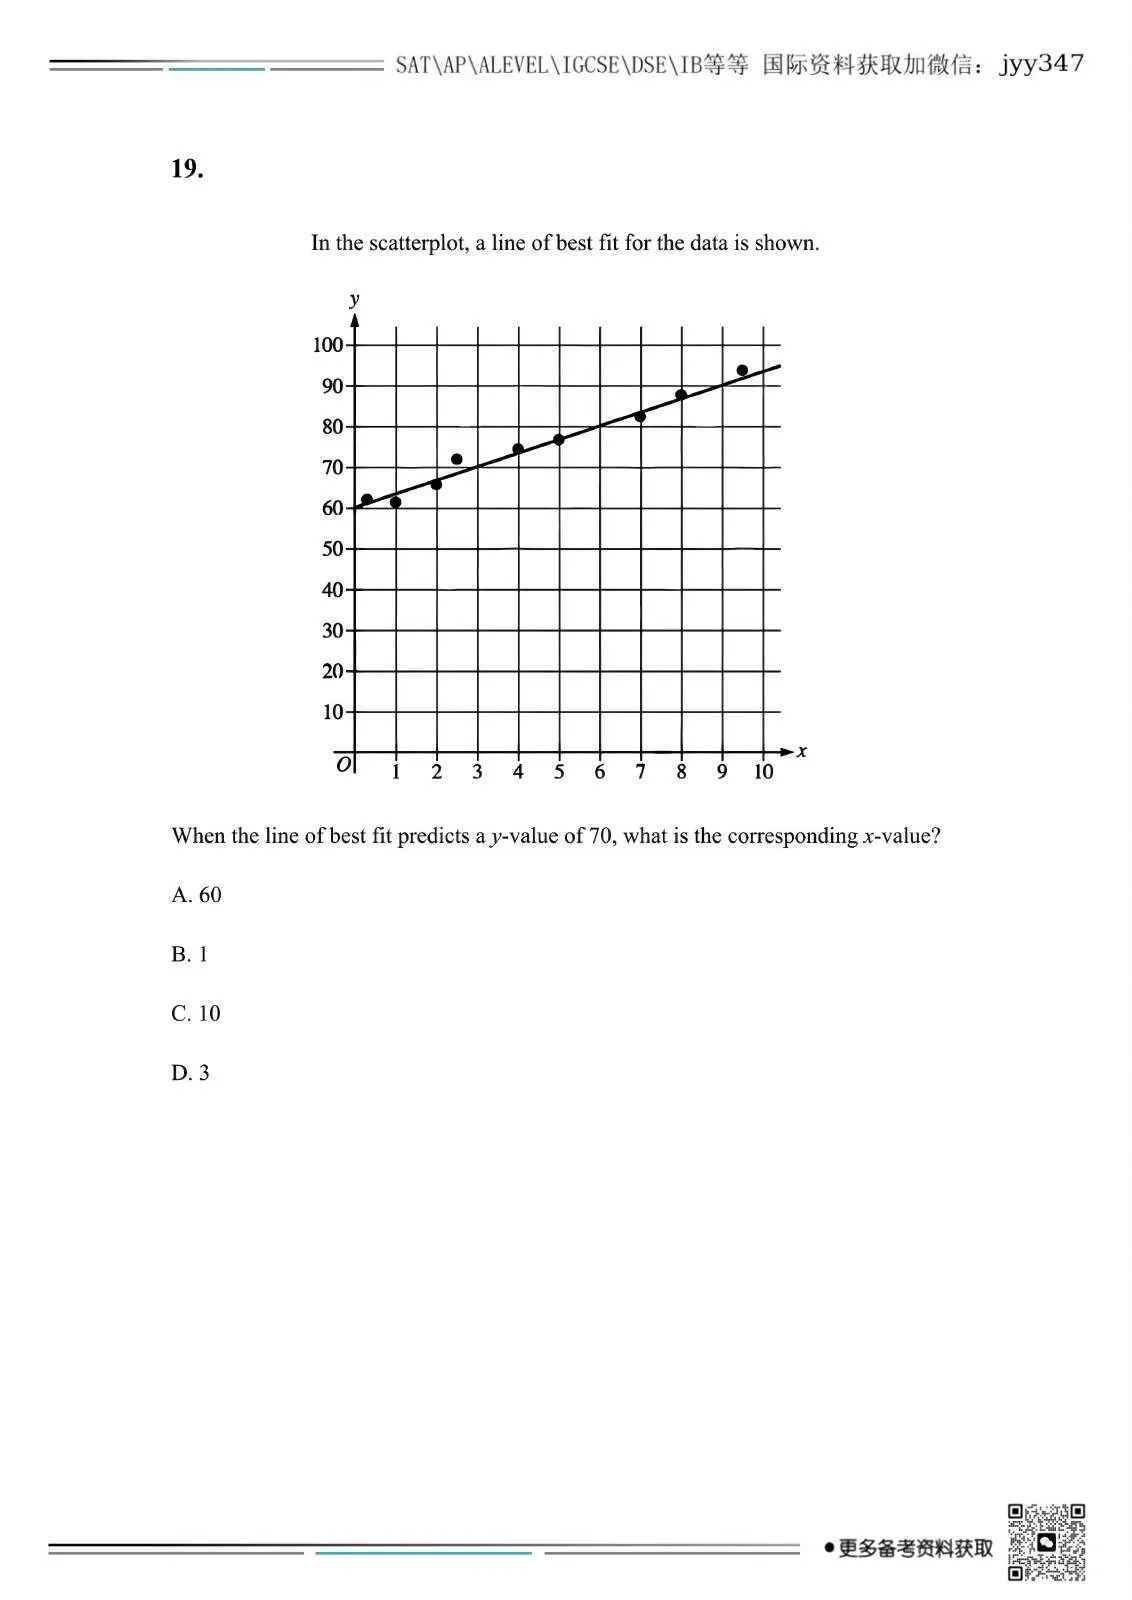 SAT\AP\ALEVEL\IGCSE\DSE\IB等等 国际资料获取加微信：jyy347
19.
In the scatterplot, a line of best fit for the data is shown.
y
100
90
80
70
60
50
40
30
20
10
O 1 2 3 4 5 6 7 8 9 10 x
When the line of best fit predicts a y-value of 70, what is the corresponding x-value?
A. 60
B. 1
C. 10
D. 3
●更多备考资料获取